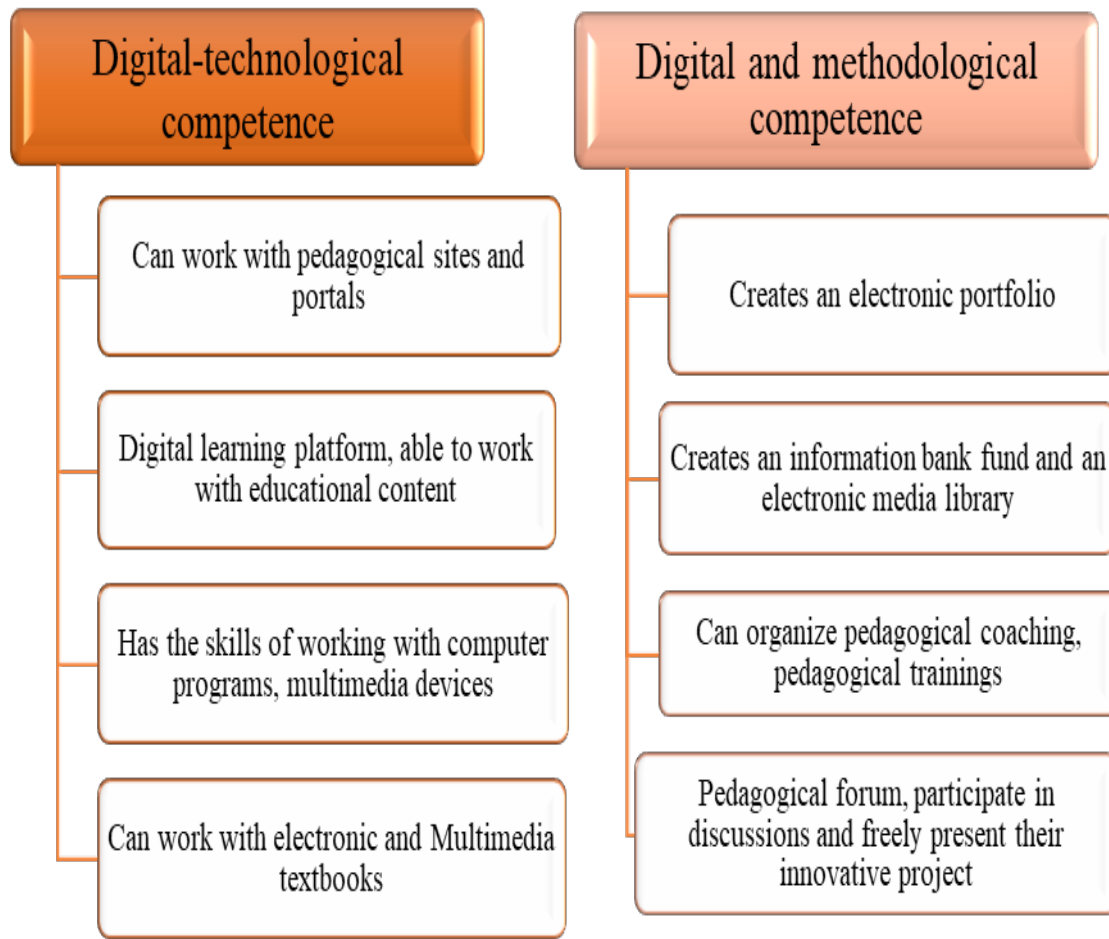 Digital-technological
competence
Can work with pedagogical sites and
portals
Digital learning platform, able to work
with educational content
Has the skills of working with computer
programs, multimedia devices
Can work with electronic and Multimedia
textbooks
Digital and methodological
competence
Creates an electronic portfolio
Creates an information bank fund and an
electronic media library
Can organize pedagogical coaching,
pedagogical trainings
Pedagogical forum, participate in
discussions and freely present their
innovative project